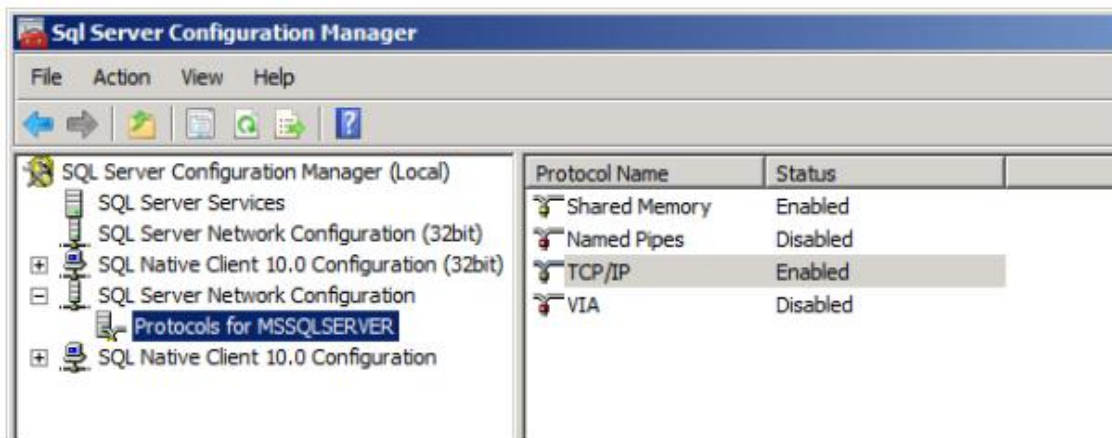 Sql Server Configuration Manager
File Action View Help
SQL Server Configuration Manager (Local)
SQL Server Services
SQL Server Network Configuration (32bit)
SQL Native Client 10.0 Configuration (32bit)
SQL Server Network Configuration
Protocols for MSSQLSERVER
SQL Native Client 10.0 Configuration
Protocol Name Status
Shared Memory Enabled
Named Pipes Disabled
TCP/IP Enabled
VIA Disabled